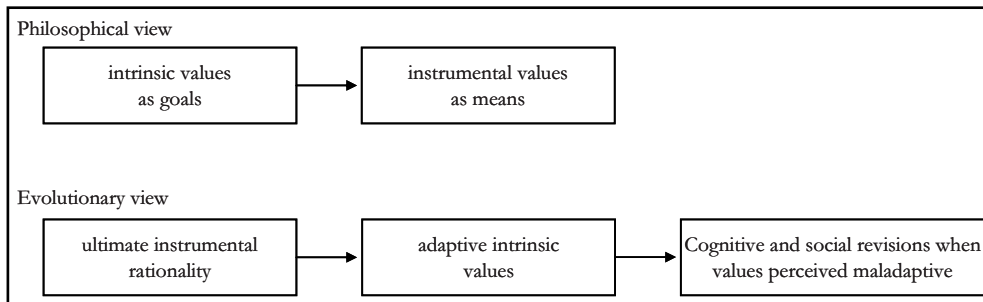 Philosophical view
intrinsic values
as goals
instrumental values
as means
Evolutionary view
ultimate instrumental
rationality
adaptive intrinsic
values
Cognitive and social revisions when
values perceived maladaptive